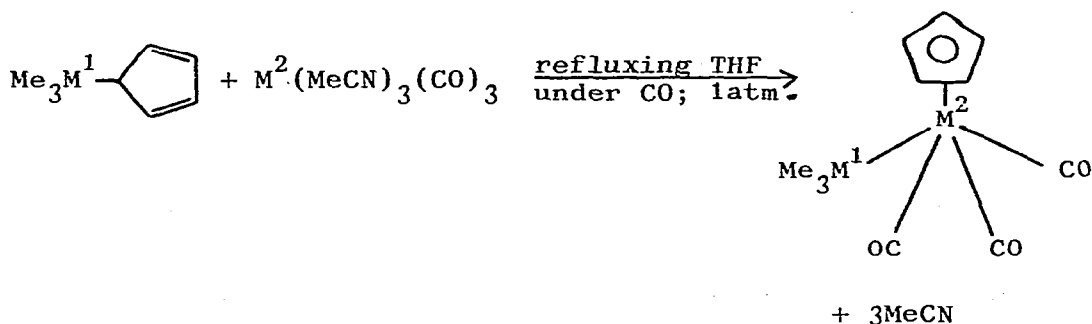 Me₃M¹ + M²(MeCN)₃(CO)₃ refluxing THF
under CO; 1atm.
M²
Me₃M¹ CO
OC CO
+ 3MeCN